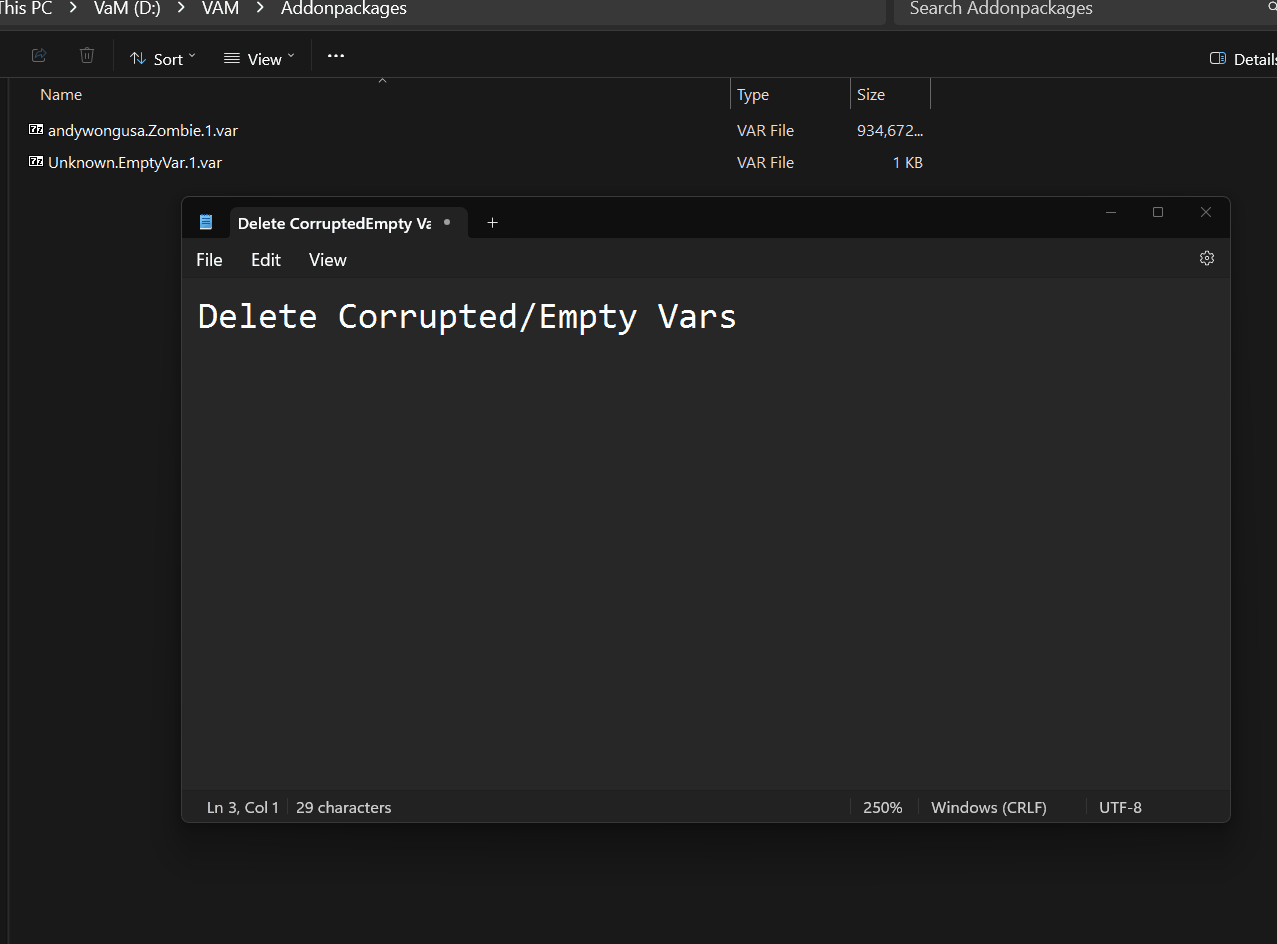 This PC > VaM (D:) > VAM > Addonpackages
Search Addonpackages
Sort
View
Details
Name Type Size
andywongusa.Zombie.1.var VAR File 934,672...
Unknown.EmptyVar.1.var VAR File 1 KB
Delete CorruptedEmpty Va
File Edit View
Delete Corrupted/Empty Vars
Ln 3, Col 1 29 characters 250% Windows (CRLF) UTF-8